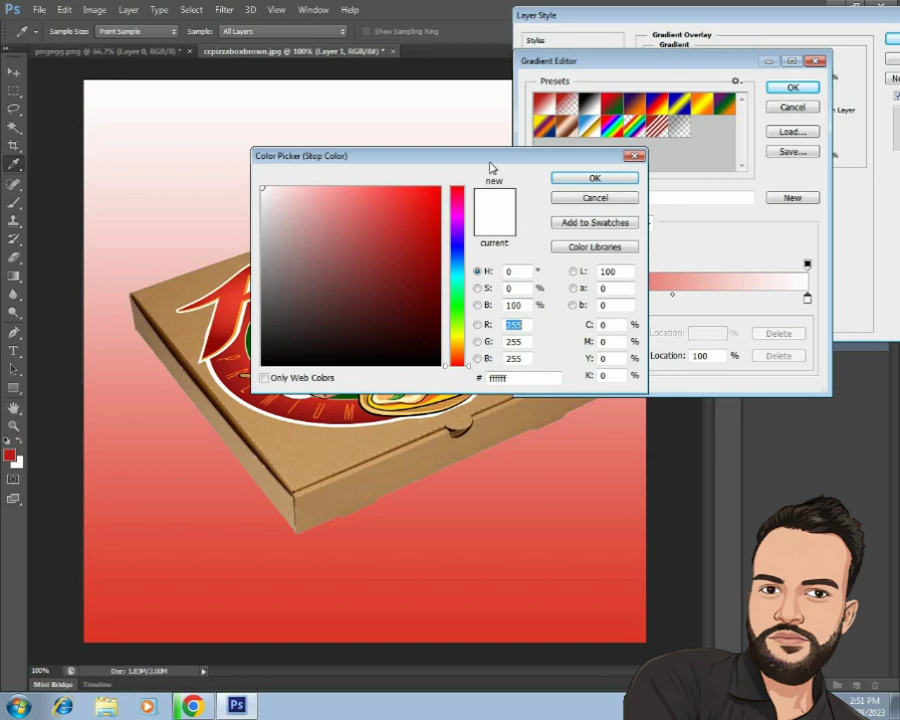 Ps File Edit Image Layer Type Select Filter 3D View Window Help
Sample Size: Point Sample Sample: All Layers Show Sampling Ring
pngegg.png @ 66.7% (Layer 0, RGB/8) * × ccpizzaboxbrown.jpg @ 100% (Layer 1, RGB/8#) * ×
Layer Style
Styles
Gradient Overlay
Gradient
Gradient Editor
Presets
OK
Cancel
Load...
Save...
New
Layer
Color Picker (Stop Color)
new
current
OK
Cancel
Add to Swatches
Color Libraries
H: 0 °
S: 0 %
B: 100 %
R: 255
G: 255
B: 255
# ffffff
L: 100
a: 0
b: 0
C: 0 %
M: 0 %
Y: 0 %
K: 0 %
Only Web Colors
Location: % Delete
Location: 100 % Delete
100% Doc: 1.83M/2.00M
Mini Bridge Timeline
Ps
2:51 PM